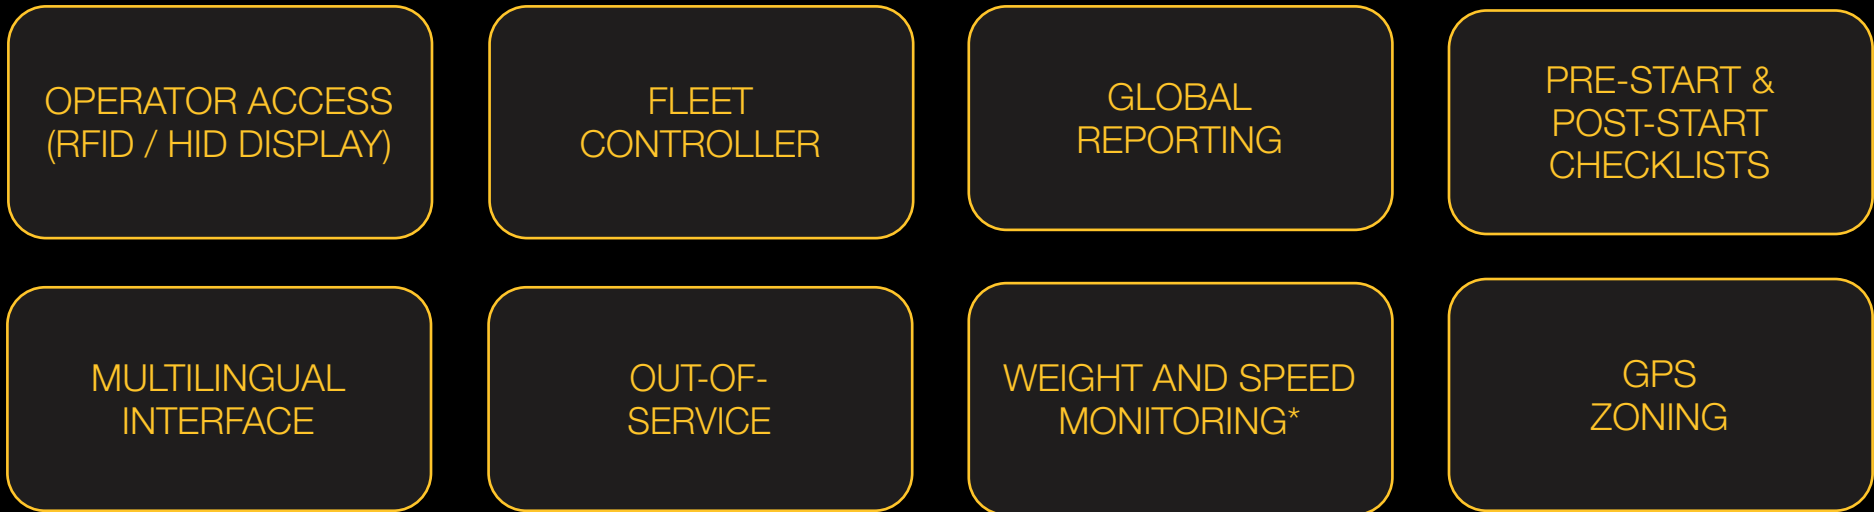 OPERATOR ACCESS
(RFID / HID DISPLAY)
FLEET
CONTROLLER
GLOBAL
REPORTING
PRE-START &
POST-START
CHECKLISTS
MULTILINGUAL
INTERFACE
OUT-OF-
SERVICE
WEIGHT AND SPEED
MONITORING*
GPS
ZONING